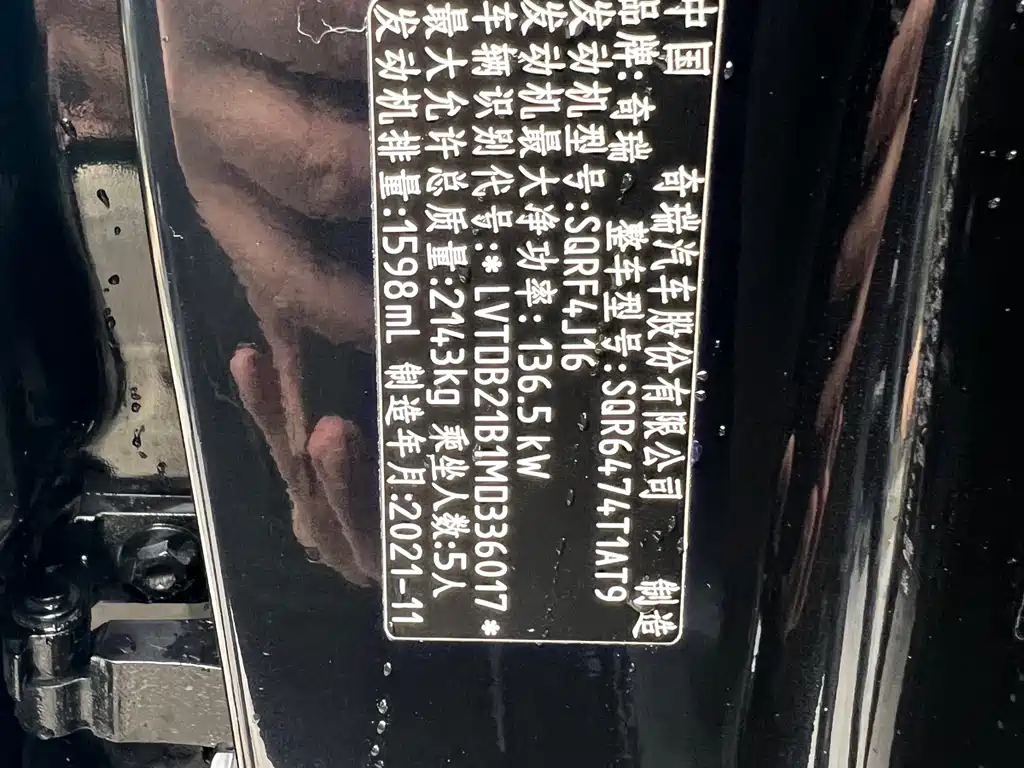 中国 奇瑞汽车股份有限公司 制造
品牌:奇瑞 整车型号:SQR6474T1AT9
发动机型号:SQRF4J16
发动机最大净功率:136.5kW
车辆识别代号:*LVTDB21B1MD336017*
最大允许总质量:2143kg 乘坐人数:5人
发动机排量:1598mL 制造年月:2021-11